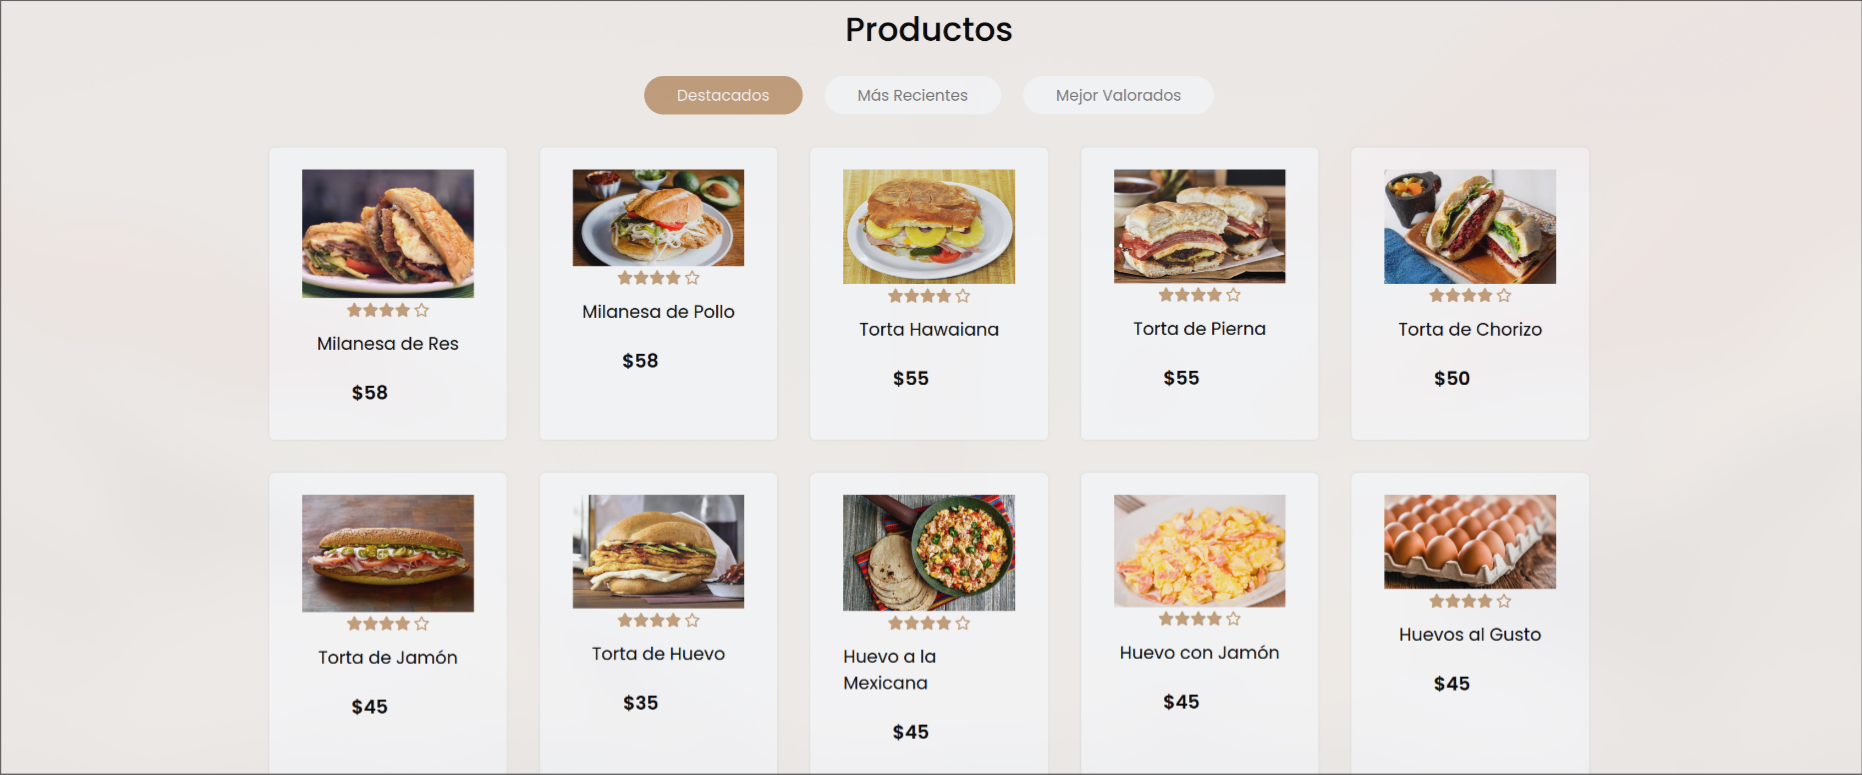 Productos
Destacados
Más Recientes
Mejor Valorados
Milanesa de Res
$58
Milanesa de Pollo
$58
Torta Hawaiana
$55
Torta de Pierna
$55
Torta de Chorizo
$50
Torta de Jamón
$45
Torta de Huevo
$35
Huevo a la
Mexicana
$45
Huevo con Jamón
$45
Huevos al Gusto
$45